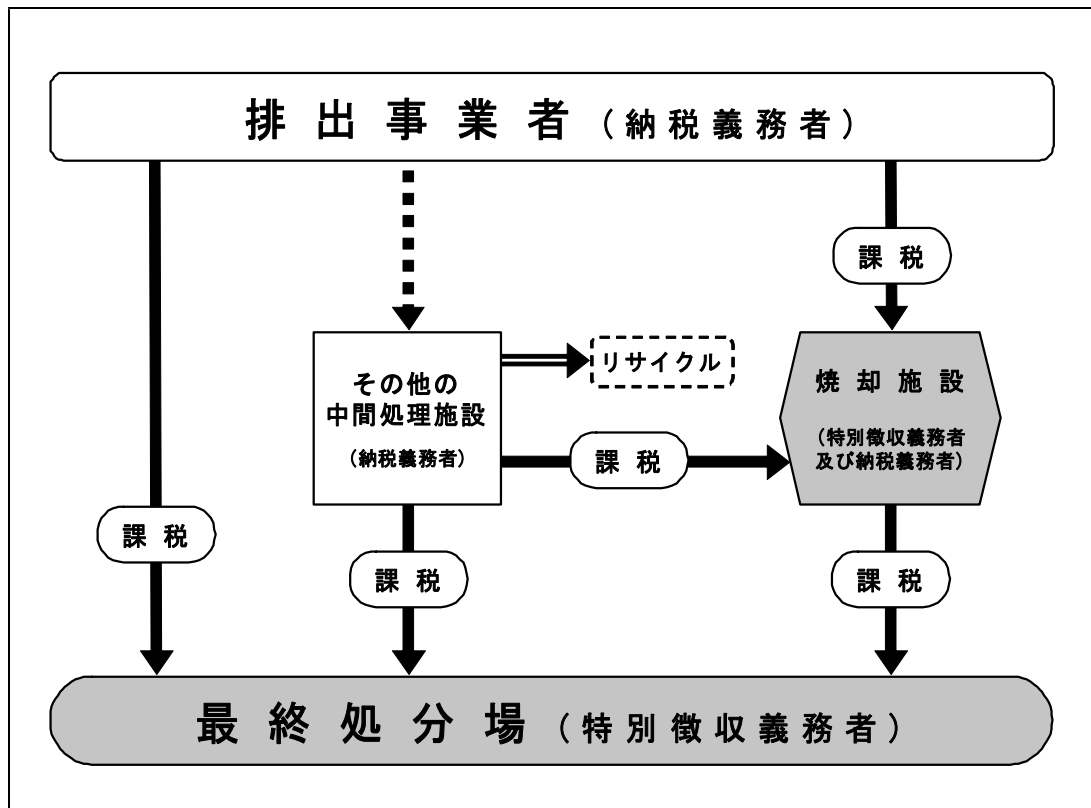 排出事業者(納税義務者)
課税
リサイクル
その他の
中間処理施設
(納税義務者)
焼却施設
(特別徴収義務者
及び納税義務者)
課税
課税
課税
課税
最終処分場(特別徴収義務者)